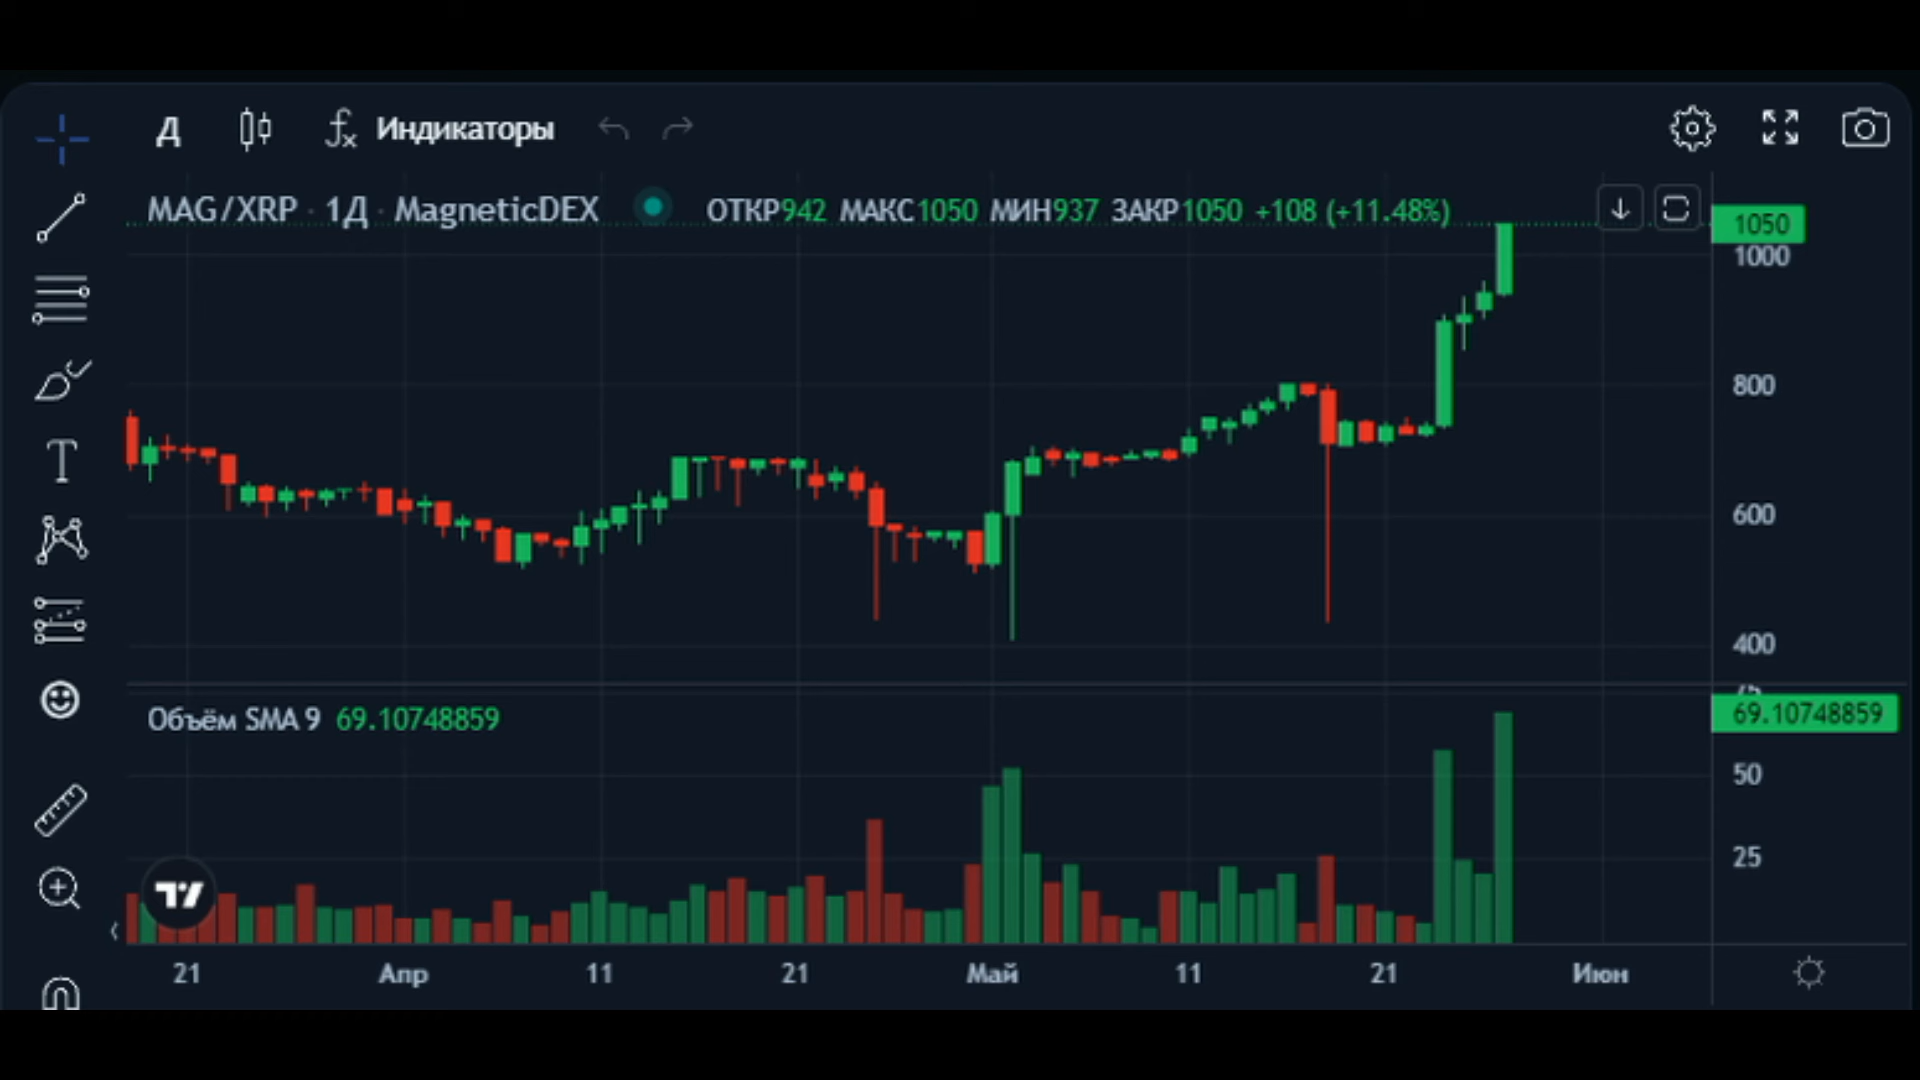 Д Индикаторы
MAG/XRP · 1Д · MagneticDEX ОТКР942 МАКС1050 МИН937 ЗАКР1050 +108 (+11.48%)
1050
1000
800
600
400
Объём SMA 9 69.10748859
69.10748859
50
25
21 Апр 11 21 Май 11 21 Июн